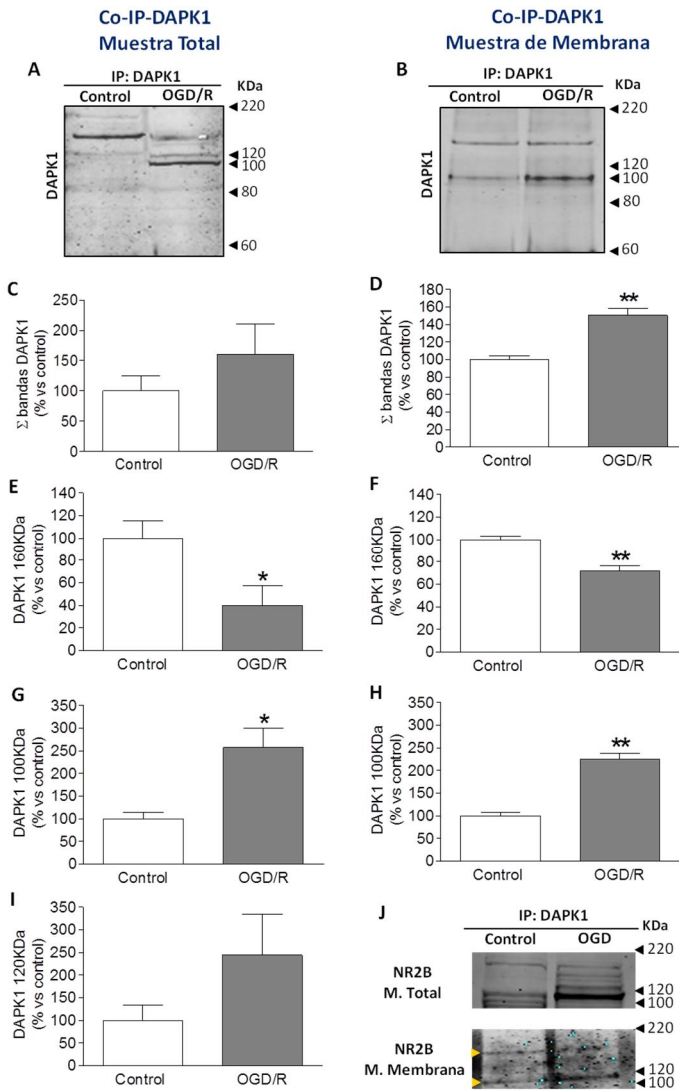 Co-IP-DAPK1
Muestra Total
Co-IP-DAPK1
Muestra de Membrana
A
IP: DAPK1
KDa
Control OGD/R
220
120
100
80
60
DAPK1
B
IP: DAPK1
KDa
Control OGD/R
220
120
100
80
60
DAPK1
C
Σ bandas DAPK1
(% vs control)
250
200
150
100
50
0
Control OGD/R
D
Σ bandas DAPK1
(% vs control)
180
160
140
120
100
80
60
40
20
0
**
Control OGD/R
E
DAPK1 160KDa
(% vs control)
140
120
100
80
60
40
20
0
*
Control OGD/R
F
DAPK1 160KDa
(% vs control)
140
120
100
80
60
40
20
0
**
Control OGD/R
G
DAPK1 100KDa
(% vs control)
350
300
250
200
150
100
50
0
*
Control OGD/R
H
DAPK1 100KDa
(% vs control)
350
300
250
200
150
100
50
0
**
Control OGD/R
I
DAPK1 120KDa
(% vs control)
350
300
250
200
150
100
50
0
Control OGD/R
J
IP: DAPK1
KDa
Control OGD
220
NR2B
M. Total
120
100
220
NR2B
M. Membrana
120
100